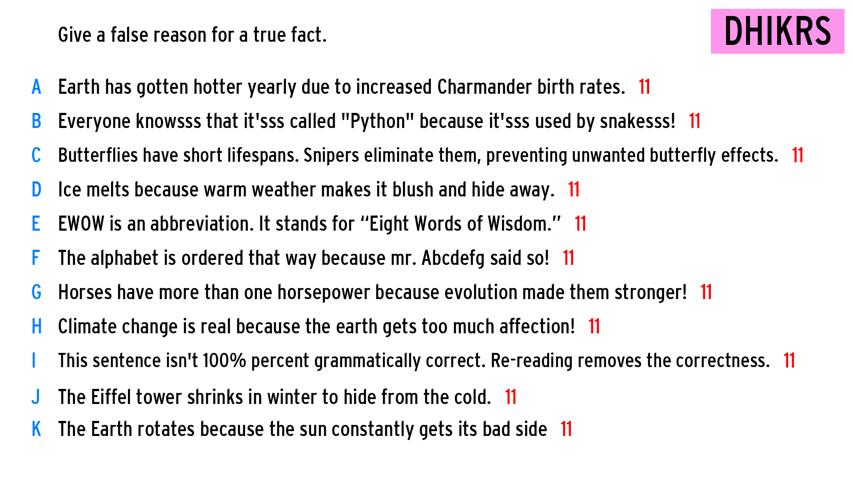 Give a false reason for a true fact.
DHIKRS
A Earth has gotten hotter yearly due to increased Charmander birth rates. 11
B Everyone knowsss that it'sss called "Python" because it'sss used by snakesss! 11
C Butterflies have short lifespans. Snipers eliminate them, preventing unwanted butterfly effects. 11
D Ice melts because warm weather makes it blush and hide away. 11
E EWOW is an abbreviation. It stands for “Eight Words of Wisdom.” 11
F The alphabet is ordered that way because mr. Abcdefg said so! 11
G Horses have more than one horsepower because evolution made them stronger! 11
H Climate change is real because the earth gets too much affection! 11
I This sentence isn't 100% percent grammatically correct. Re-reading removes the correctness. 11
J The Eiffel tower shrinks in winter to hide from the cold. 11
K The Earth rotates because the sun constantly gets its bad side 11